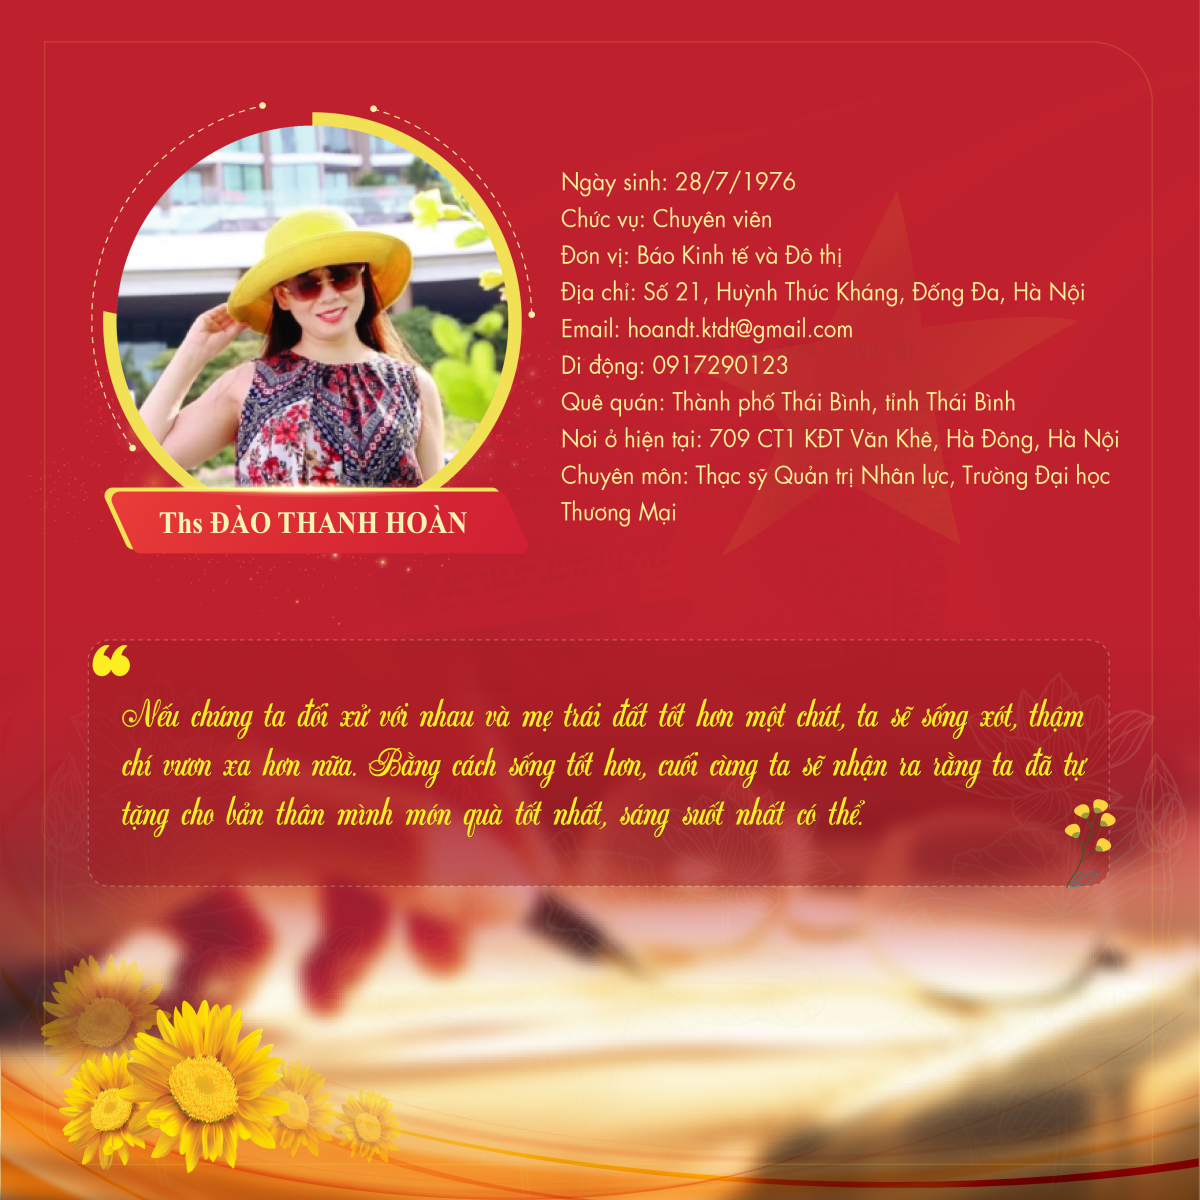 Ths ĐÀO THANH HOÀN
Ngày sinh: 28/7/1976
Chức vụ: Chuyên viên
Đơn vị: Báo Kinh tế và Đô thị
Địa chỉ: Số 21, Huỳnh Thúc Kháng, Đống Đa, Hà Nội
Email: hoandt.ktdt@gmail.com
Di động: 0917290123
Quê quán: Thành phố Thái Bình, tỉnh Thái Bình
Nơi ở hiện tại: 709 CT1 KĐT Văn Khê, Hà Đông, Hà Nội
Chuyên môn: Thạc sỹ Quản trị Nhân lực, Trường Đại học
Thương Mại
“
Nếu chúng ta đối xử với nhau và mẹ trái đất tốt hơn một chút, ta sẽ sống xót, thậm
chí vươn xa hơn nữa. Bằng cách sống tốt hơn, cuối cùng ta sẽ nhận ra rằng ta đã tự
tặng cho bản thân mình món quà tốt nhất, sáng suốt nhất có thể.